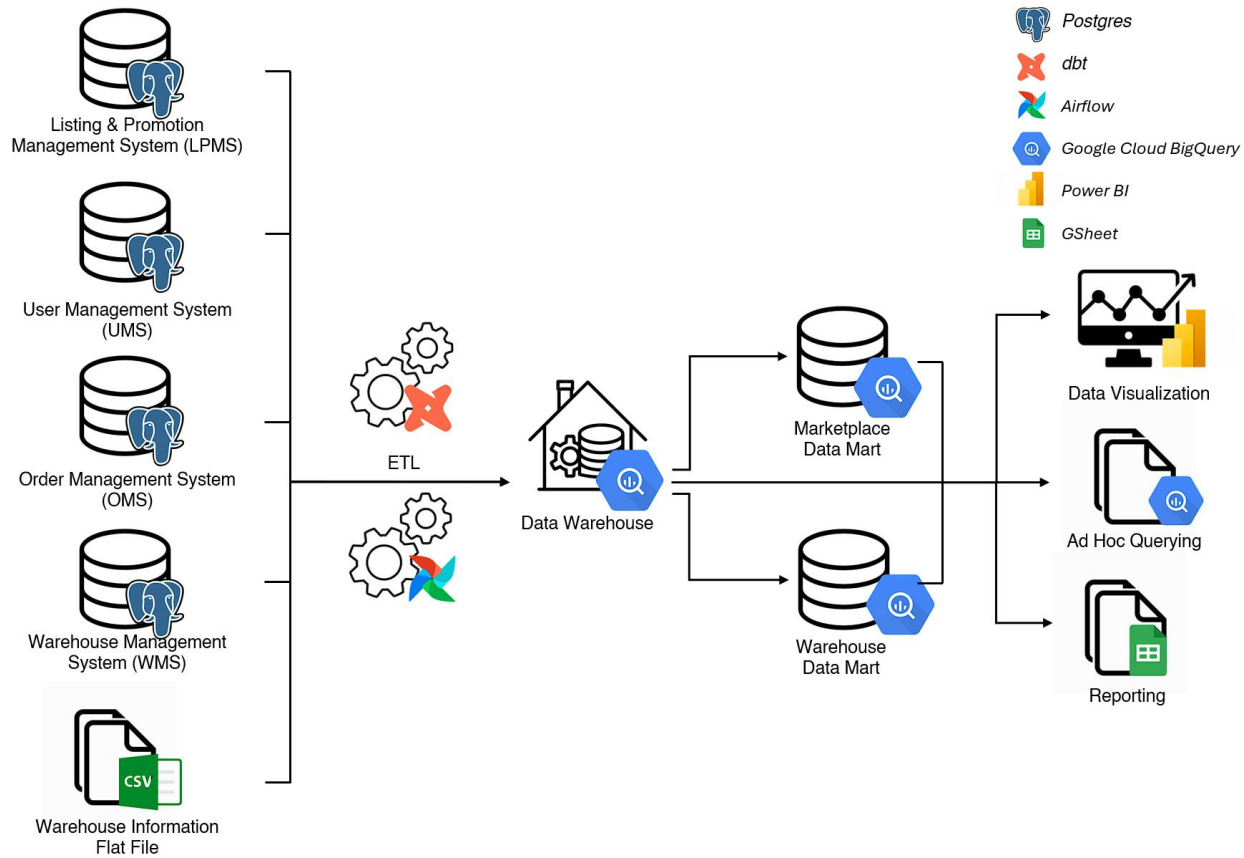 Listing & Promotion
Management System (LPMS)
User Management System
(UMS)
Order Management System
(OMS)
Warehouse Management
System (WMS)
CSV
Warehouse Information
Flat File
ETL
Data Warehouse
Marketplace
Data Mart
Warehouse
Data Mart
Postgres
dbt
Airflow
Google Cloud BigQuery
Power BI
GSheet
Data Visualization
Ad Hoc Querying
Reporting